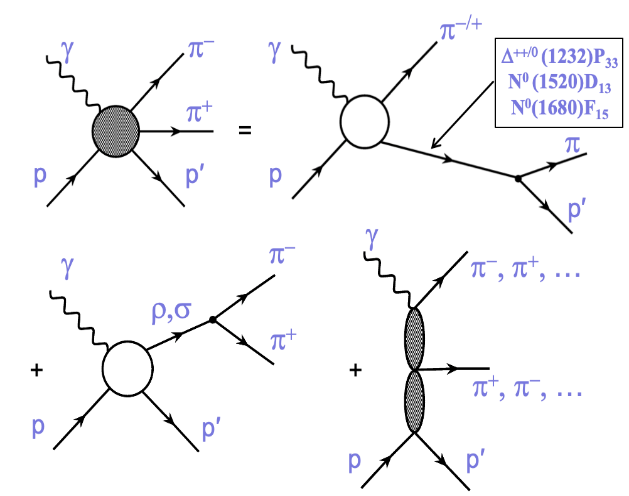 γ
π⁻
π⁺
p
p′
=
γ
π⁻/⁺
Δ⁺⁺/⁰(1232)P₃₃
N⁰(1520)D₁₃
N⁰(1680)F₁₅
p
π
p′
+
γ
ρ,σ
π⁻
π⁺
p
p′
+
γ
π⁻, π⁺, ...
π⁺, π⁻, ...
p
p′